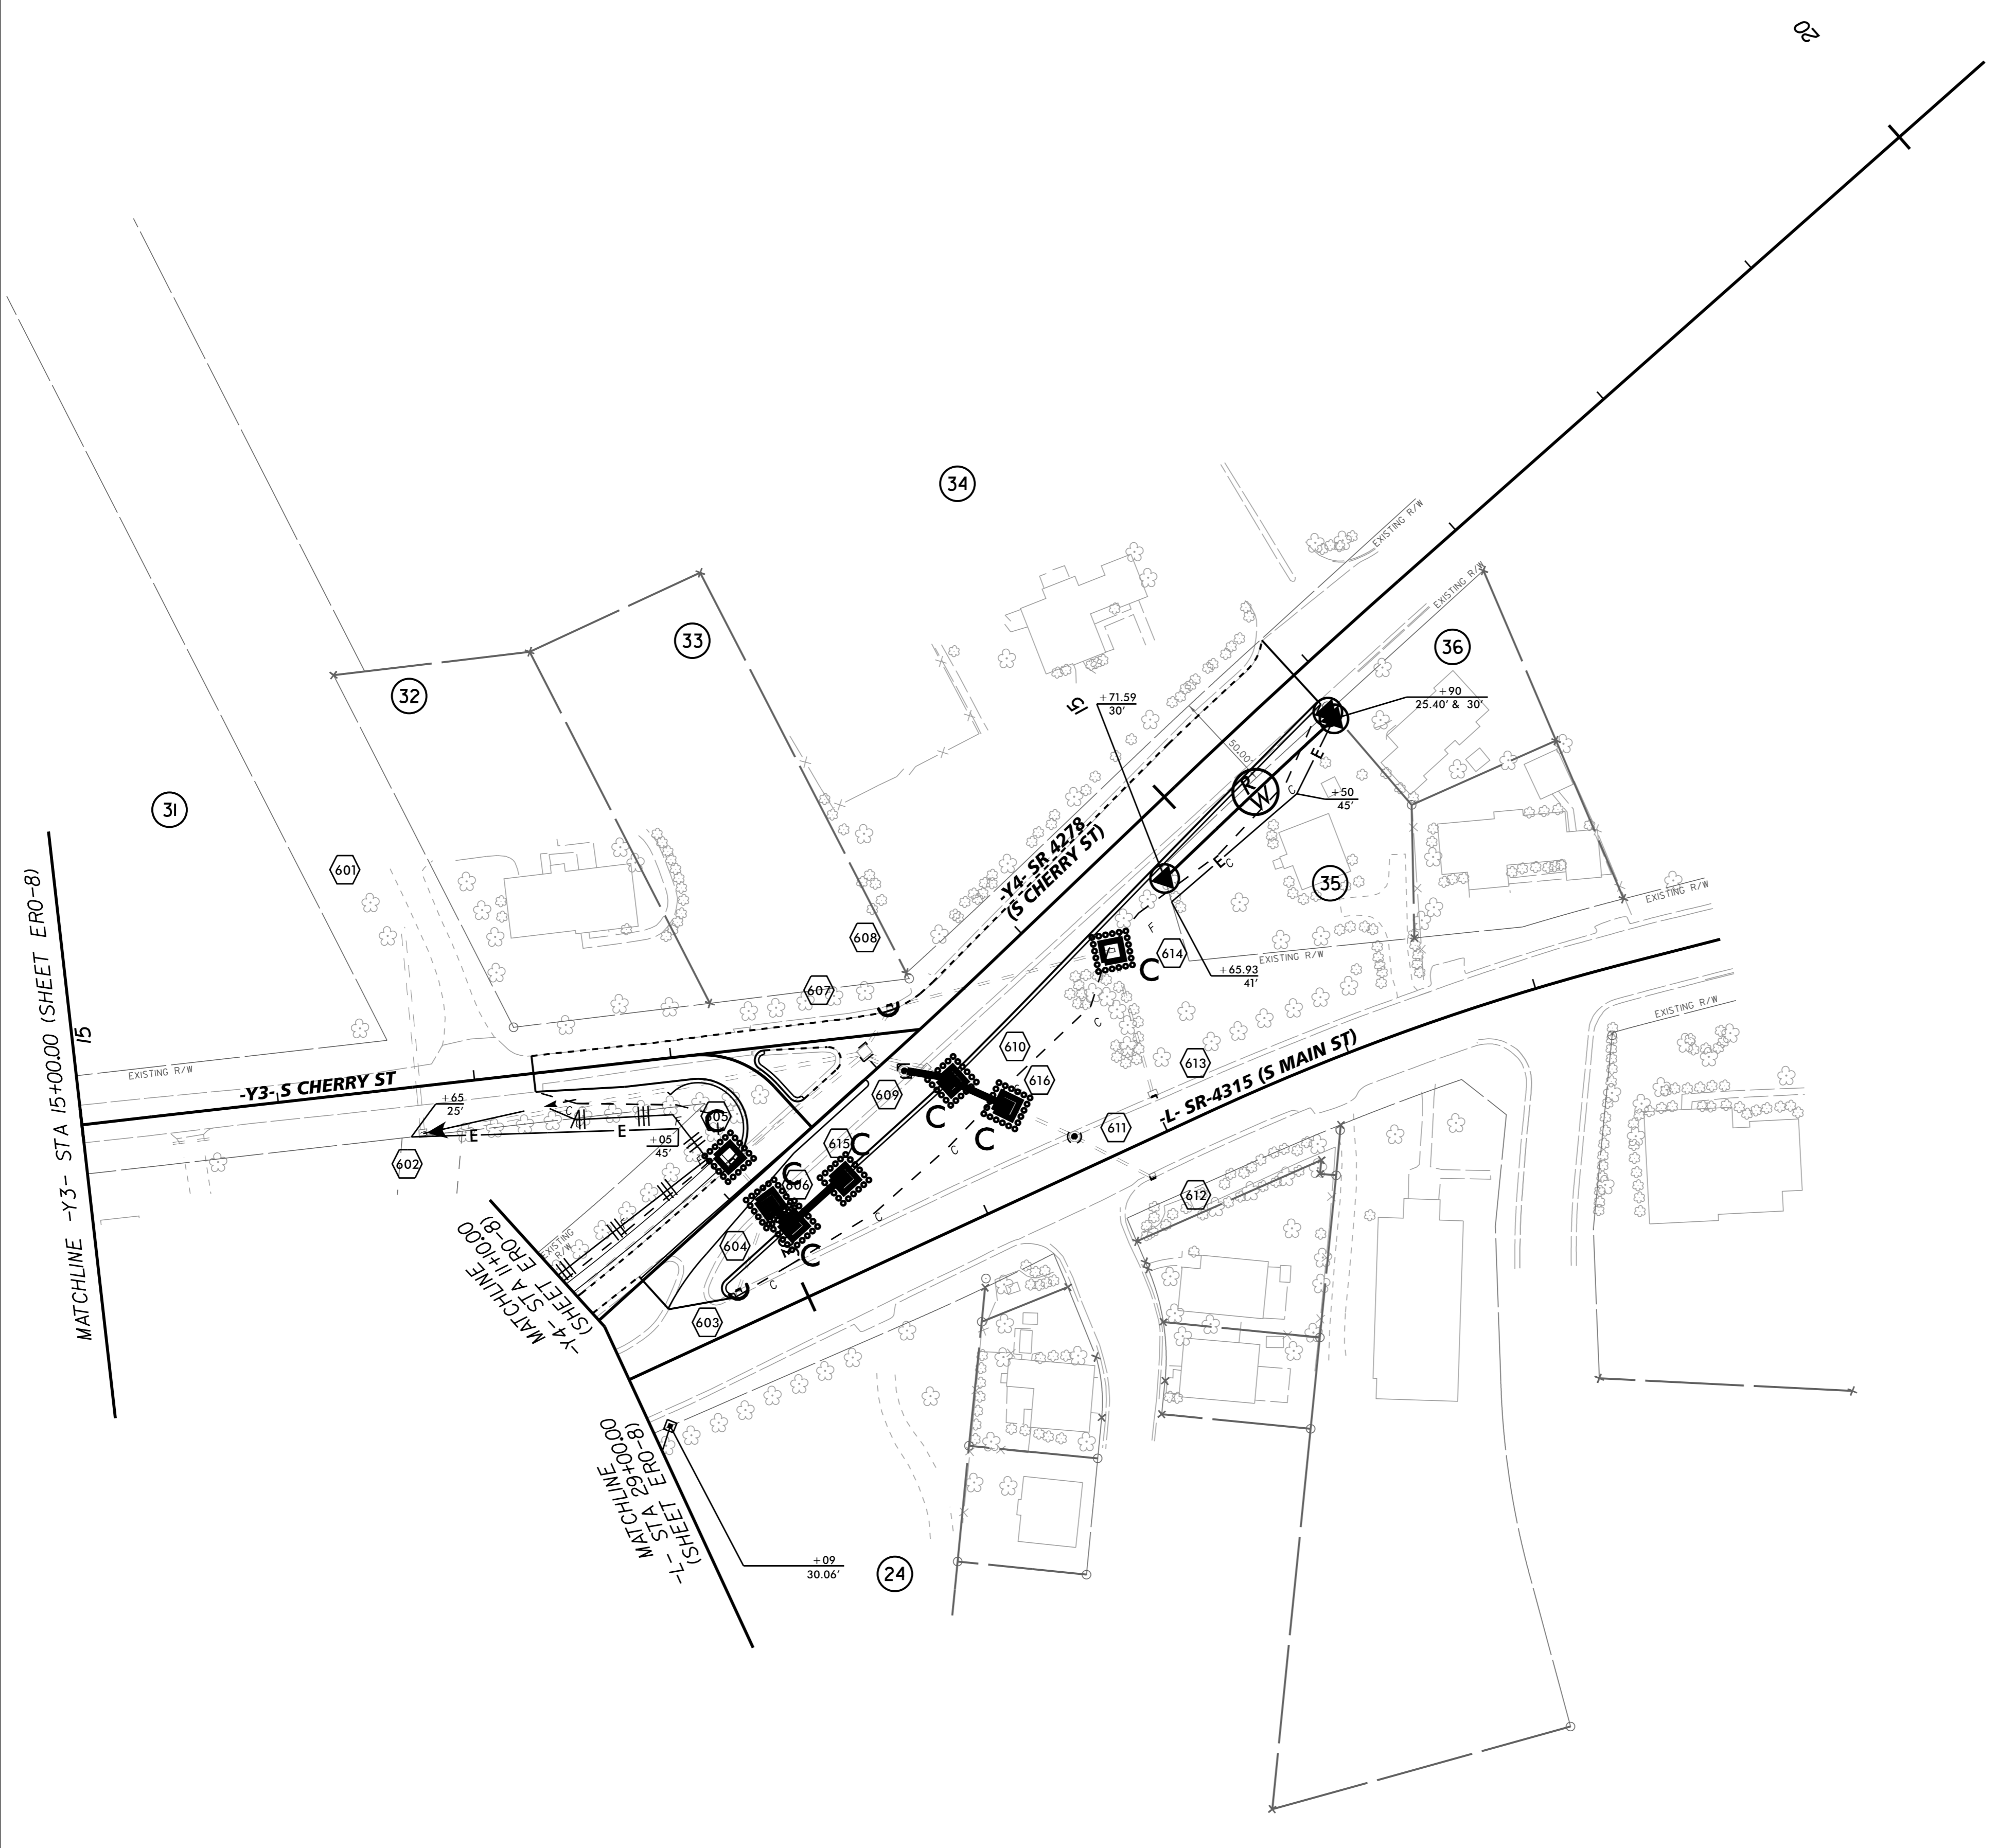 20
34
EXISTING R/W
EXISTING R/W
33
36
32
+90
25.40' & 30'
+71.59
30'
15
50.00'
R
W
E
C
+50
45'
31
-Y4- SR 4278
(S CHERRY ST)
601
E
C
35
EXISTING R/W
608
F
614
C
EXISTING R/W
+65.93
41'
607
MATCHLINE -Y3- STA 15+00.00 (SHEET ERO-8)
15
EXISTING R/W
-Y3- S CHERRY ST
EXISTING R/W
C
610
613
616
609
-L- SR-4315 (S MAIN ST)
+65
25'
C
605
C
611
E
E
+05
45'
615
C
C
C
602
C
606
612
C
EXISTING
R/W
604
C
C
603
MATCHLINE
-Y4- STA 11+10.00
(SHEET ERO-8)
MATCHLINE
-L- STA 29+00.00
(SHEET ERO-8)
+09
30.06'
24